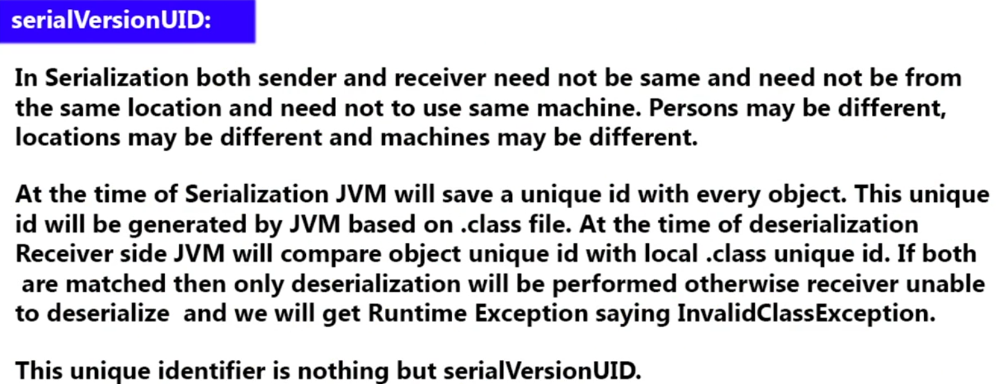 serialVersionUID:
In Serialization both sender and receiver need not be same and need not be from
the same location and need not to use same machine. Persons may be different,
locations may be different and machines may be different.
At the time of Serialization JVM will save a unique id with every object. This unique
id will be generated by JVM based on .class file. At the time of deserialization
Receiver side JVM will compare object unique id with local .class unique id. If both
are matched then only deserialization will be performed otherwise receiver unable
to deserialize  and we will get Runtime Exception saying InvalidClassException.
This unique identifier is nothing but serialVersionUID.